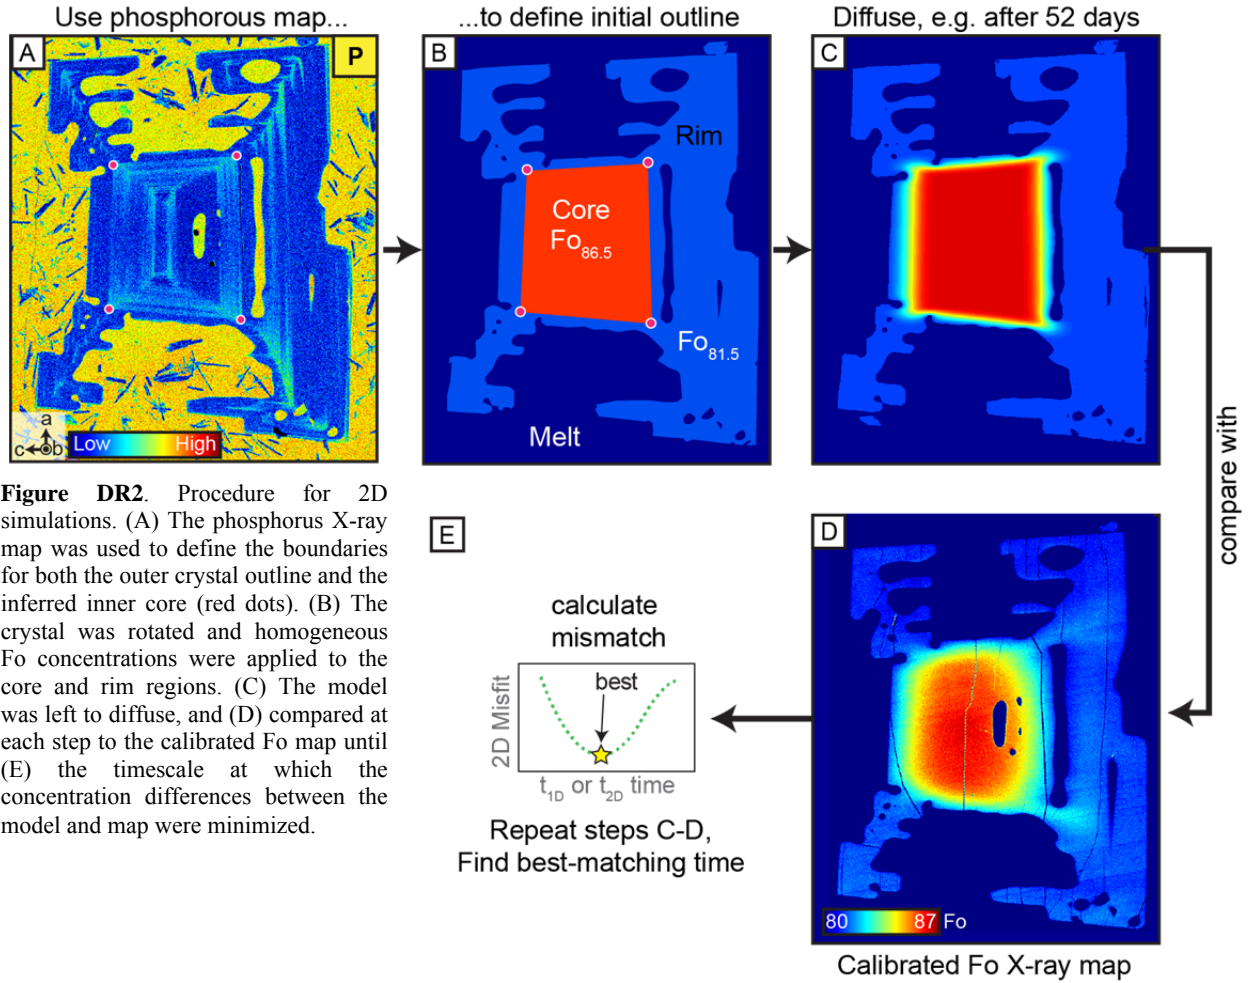 Use phosphorous map...
...to define initial outline
Diffuse, e.g. after 52 days
A
P
a
c
b
Low
High
B
Rim
Core
Fo86.5
Fo81.5
Melt
C
compare with
Figure DR2. Procedure for 2D
simulations. (A) The phosphorus X-ray
map was used to define the boundaries
for both the outer crystal outline and the
inferred inner core (red dots). (B) The
crystal was rotated and homogeneous
Fo concentrations were applied to the
core and rim regions. (C) The model
was left to diffuse, and (D) compared at
each step to the calibrated Fo map until
(E) the timescale at which the
concentration differences between the
model and map were minimized.
E
calculate
mismatch
best
2D Misfit
t1D or t2D time
Repeat steps C-D,
Find best-matching time
D
80
87 Fo
Calibrated Fo X-ray map